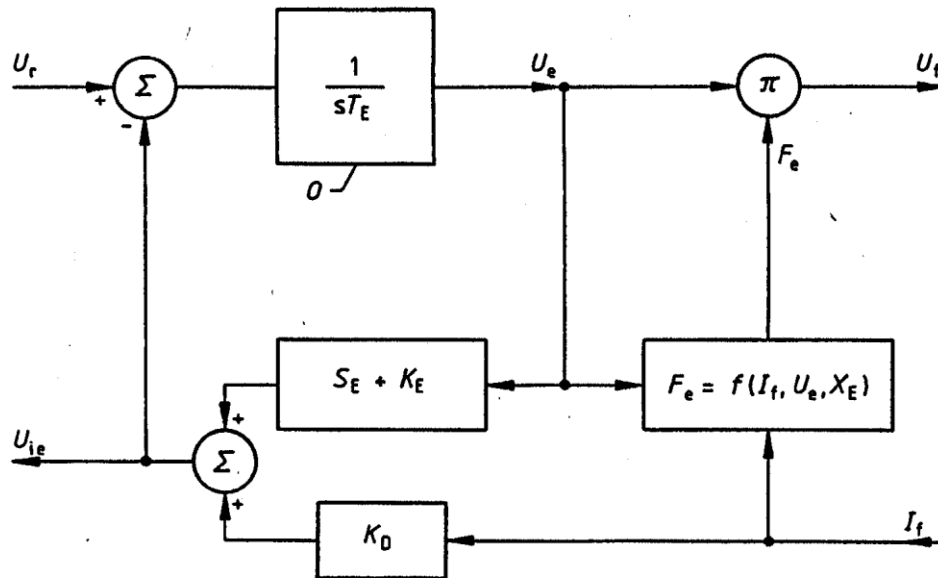 U_r
+
Σ
-
1
sT_E
0
U_e
π
U_f
F_e
S_E + K_E
F_e = f(I_f, U_e, X_E)
+
U_ie
Σ
+
K_D
I_f